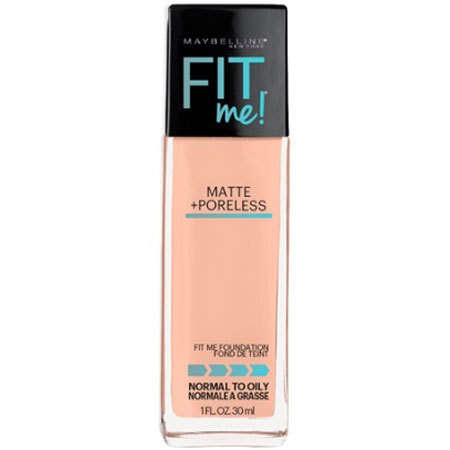 MAYBELLINE
NEW YORK
FIT
me!
MATTE
+PORELESS
FIT ME FOUNDATION
FOND DE TEINT
NORMAL TO OILY
NORMALE A GRASSE
1 FL. OZ. 30 ml